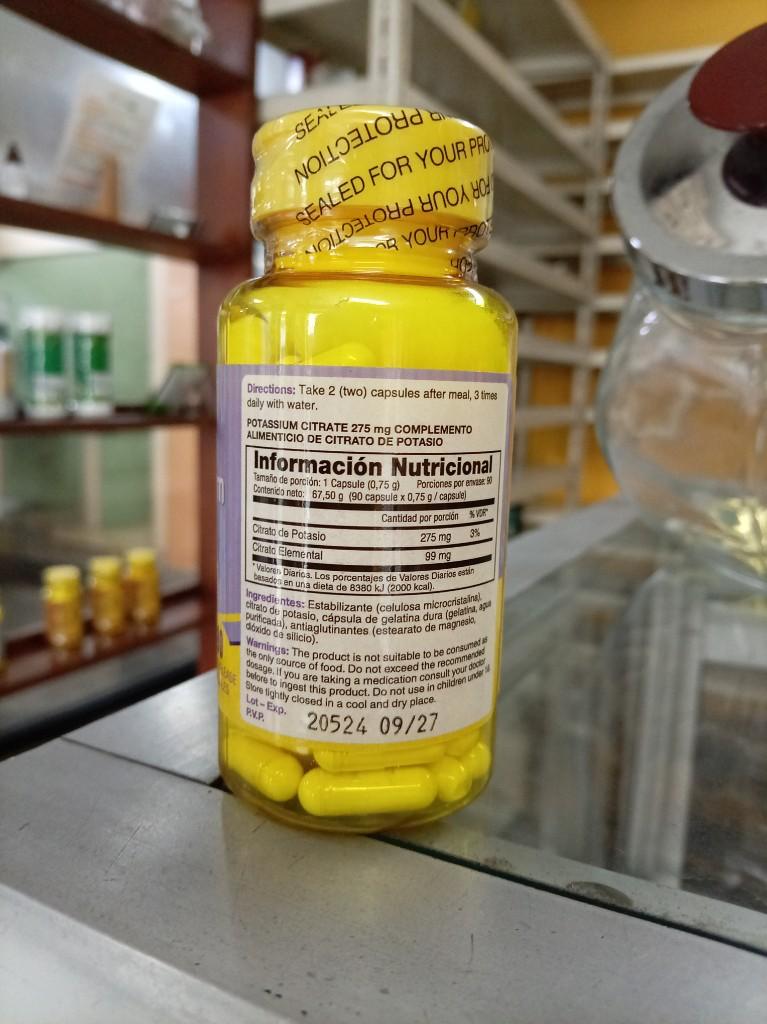 SEALED FOR YOUR PRO
OR YOUR PROTECTION
Directions: Take 2 (two) capsules after meal, 3 times
daily with water.
POTASSIUM CITRATE 275 mg COMPLEMENTO
ALIMENTICIO DE CITRATO DE POTASIO
Información Nutricional
Tamaño de porción: 1 Capsule (0,75 g) Porciones por envase: 90
Contenido neto: 67,50 g (90 capsule x 0,75 g / capsule)
Cantidad por porción % VDR*
Citrato de Potasio 275 mg 3%
Citrato Elemental 99 mg
* Valores Diarios. Los porcentajes de Valores Diarios están
basados en una dieta de 8380 kJ (2000 kcal).
Ingredientes: Estabilizante (celulosa microcristalina),
citrato de potasio, cápsula de gelatina dura (gelatina, agua
purificada), antiaglutinantes (estearato de magnesio,
dióxido de silicio).
Warnings: The product is not suitable to be consumed as
the only source of food. Do not exceed the recommended
dosage. If you are taking a medication consult your doctor
before to ingest this product. Do not use in children under
Store tightly closed in a cool and dry place.
Lot - Exp.
P.V.P. 20524 09/27